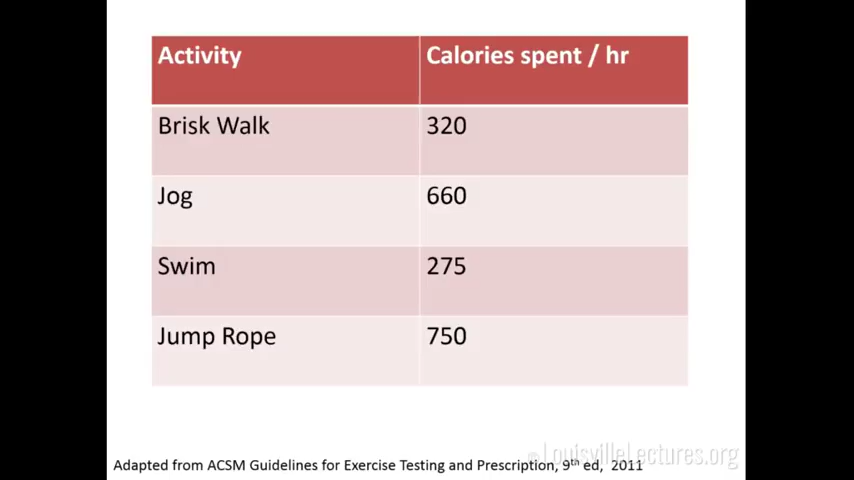 Activity Calories spent / hr
Brisk Walk 320
Jog 660
Swim 275
Jump Rope 750
LouisvilleLectures.org
Adapted from ACSM Guidelines for Exercise Testing and Prescription, 9th ed, 2011